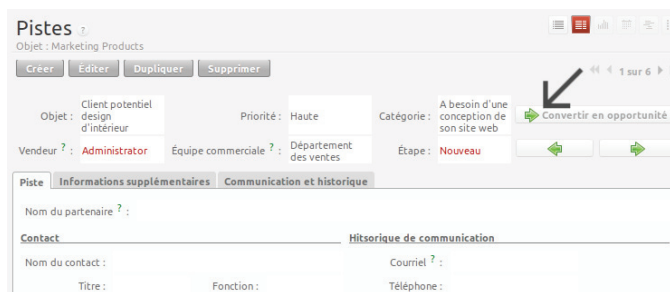 Pistes ?
Objet : Marketing Products
Créer Éditer Dupliquer Supprimer
1 sur 6
Objet : Client potentiel design d'intérieur Priorité : Haute Catégorie : A besoin d'une conception de son site web Convertir en opportunité
Vendeur ? : Administrator Équipe commerciale ? : Département des ventes Étape : Nouveau
Piste Informations supplémentaires Communication et historique
Nom du partenaire ? :
Contact Hitsorique de communication
Nom du contact : Courriel ? :
Titre : Fonction : Téléphone :